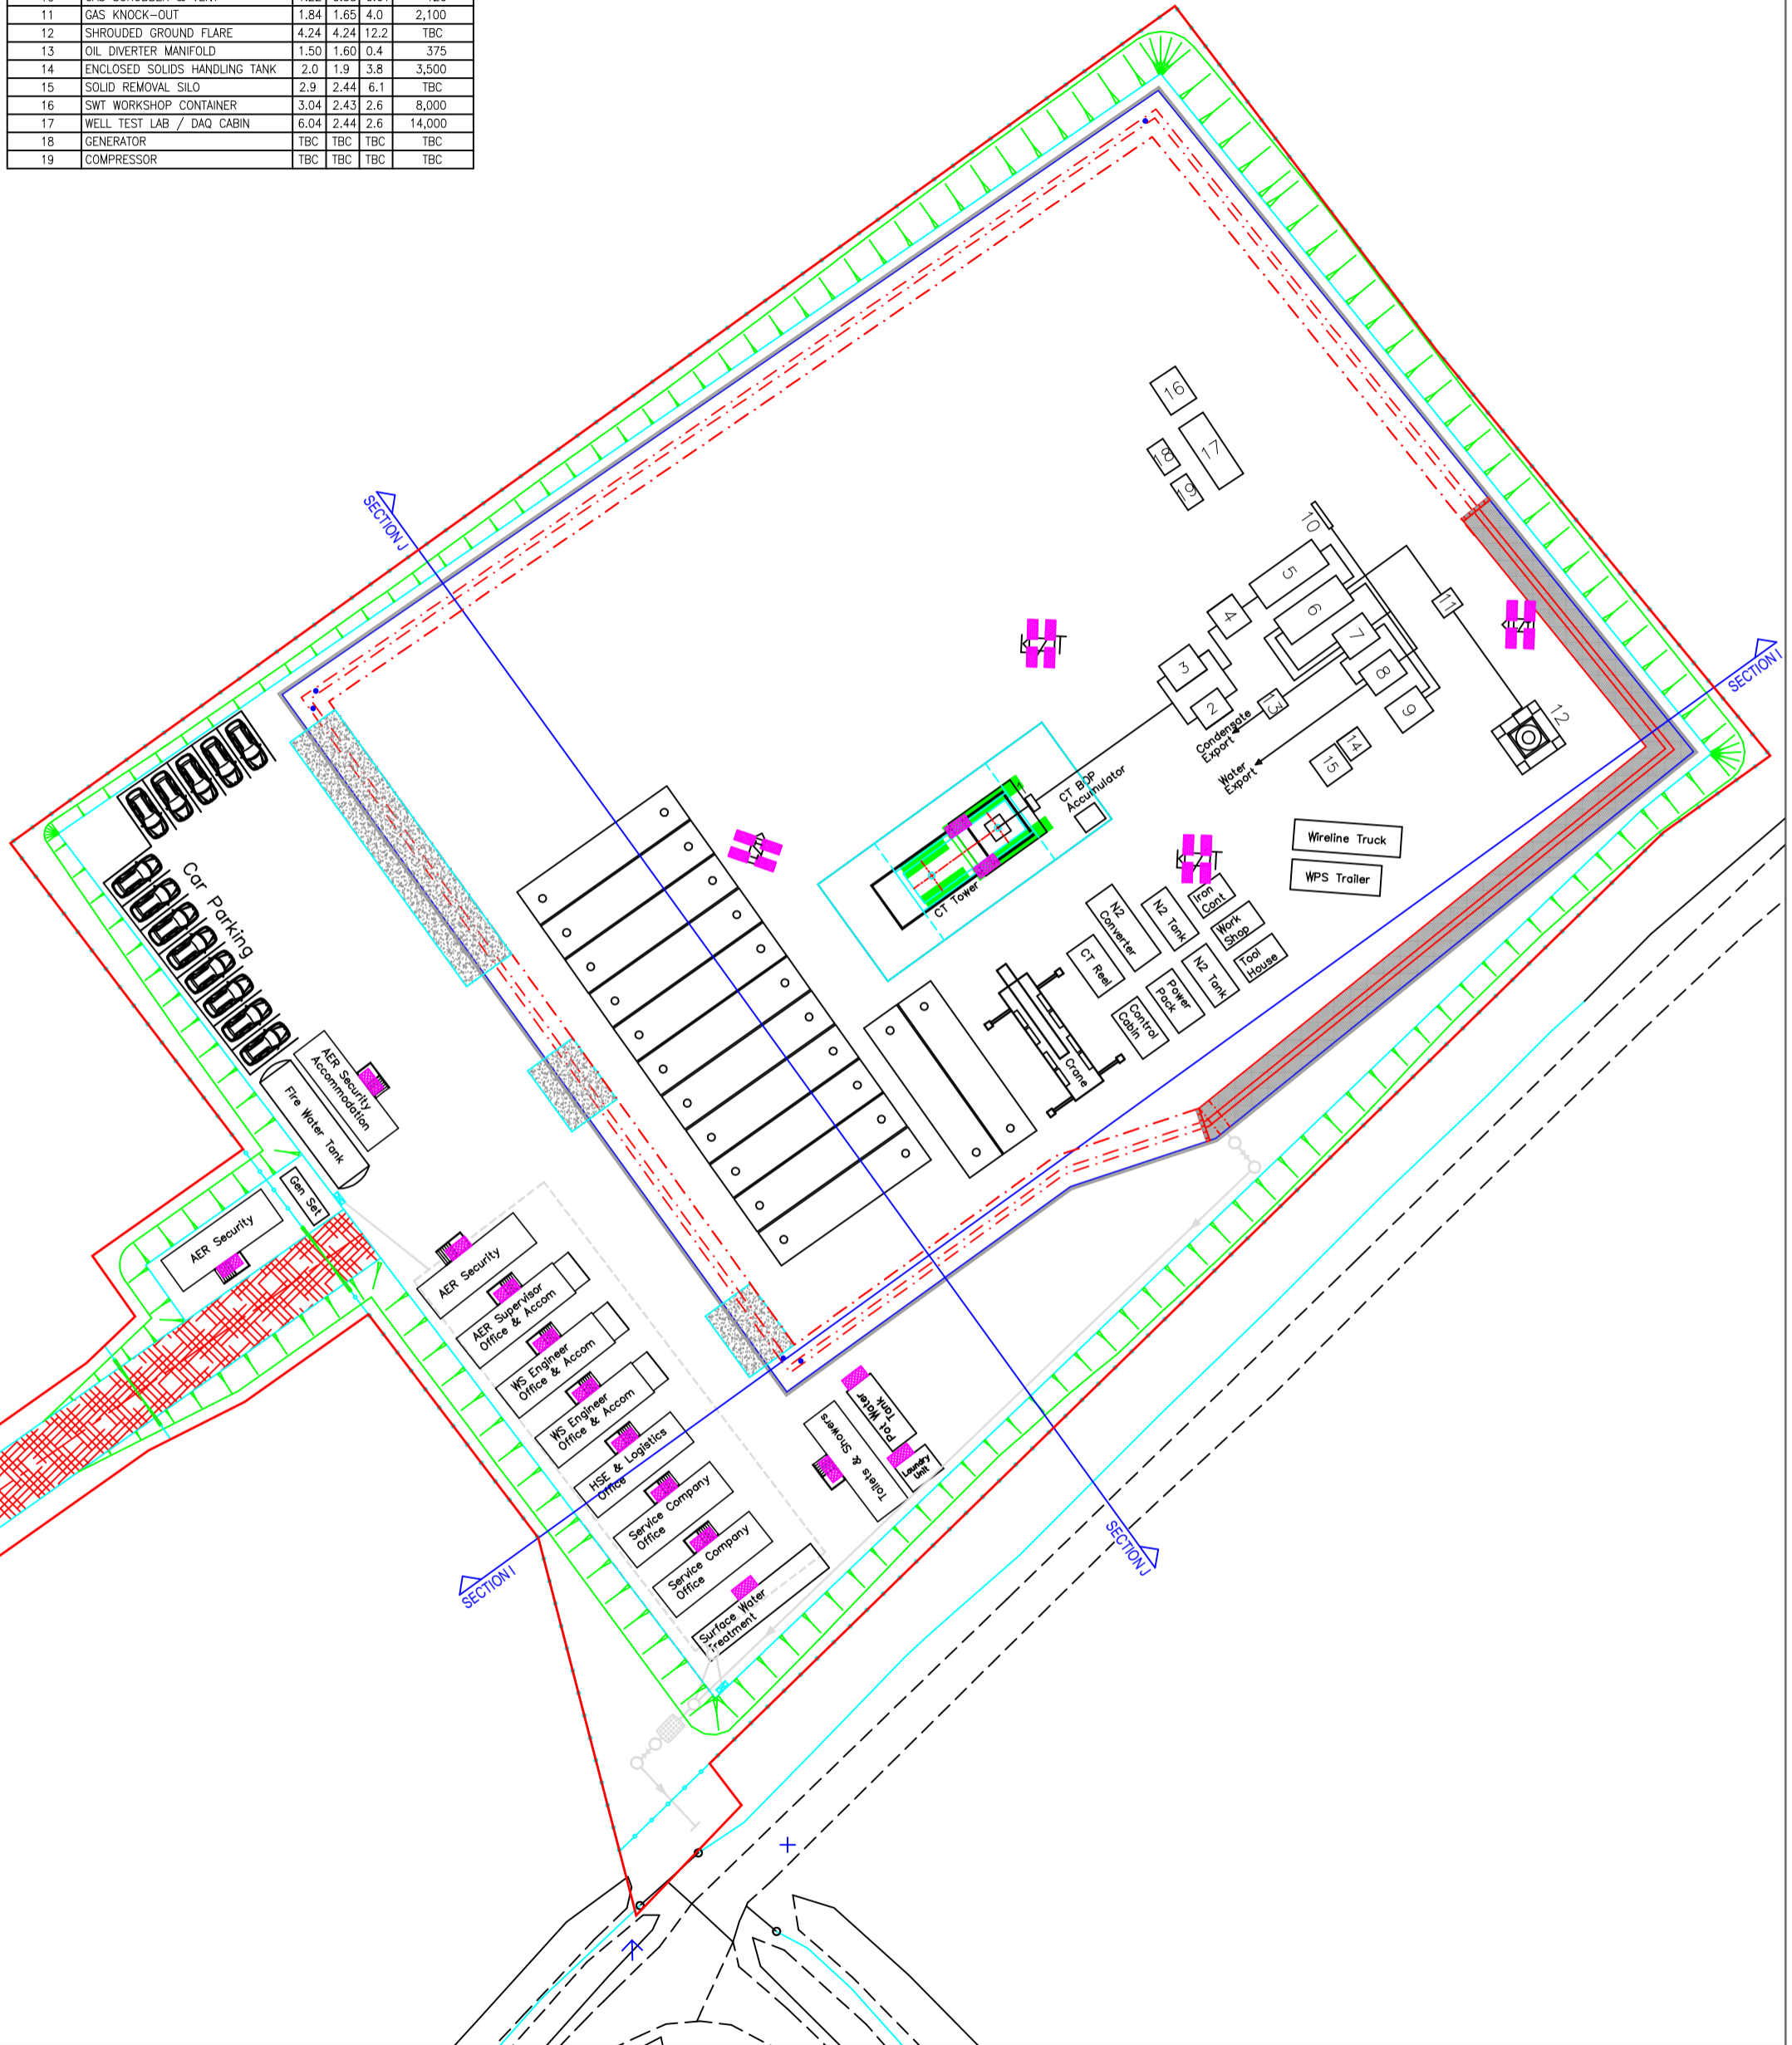 11 GAS KNOCK-OUT 1.84 1.65 4.0 2,100
12 SHROUDED GROUND FLARE 4.24 4.24 12.2 TBC
13 OIL DIVERTER MANIFOLD 1.50 1.60 0.4 375
14 ENCLOSED SOLIDS HANDLING TANK 2.0 1.9 3.8 3,500
15 SOLID REMOVAL SILO 2.9 2.44 6.1 TBC
16 SWT WORKSHOP CONTAINER 3.04 2.43 2.6 8,000
17 WELL TEST LAB / DAQ CABIN 6.04 2.44 2.6 14,000
18 GENERATOR TBC TBC TBC TBC
19 COMPRESSOR TBC TBC TBC TBC
16
17
18
19
SECTION J
10
5
4
6
11
7
3
8
2
13
9
12
SECTION I
Condensate
Export
Water
Export
14
15
CT BOP
Accumulator
CT Tower
Wireline Truck
WPS Trailer
Car Parking
N2
Converter
N2 Tank
Iron
Cont
Work
Shop
Tool
House
CT Reel
Power
Pack
N2 Tank
Control
Cabin
Crane
AER Security
Accommodation
Fire Water Tank
Gen Set
AER Security
AER Security
AER Supervisor
Office & Accom
WS Engineer
Office & Accom
WS Engineer
Office & Accom
HSE & Logistics
Office
Service Company
Office
Service Company
Office
Surface Water
Treatment
Pot Water
Tank
Toilets & Showers
Laundry
Unit
SECTION I
SECTION J